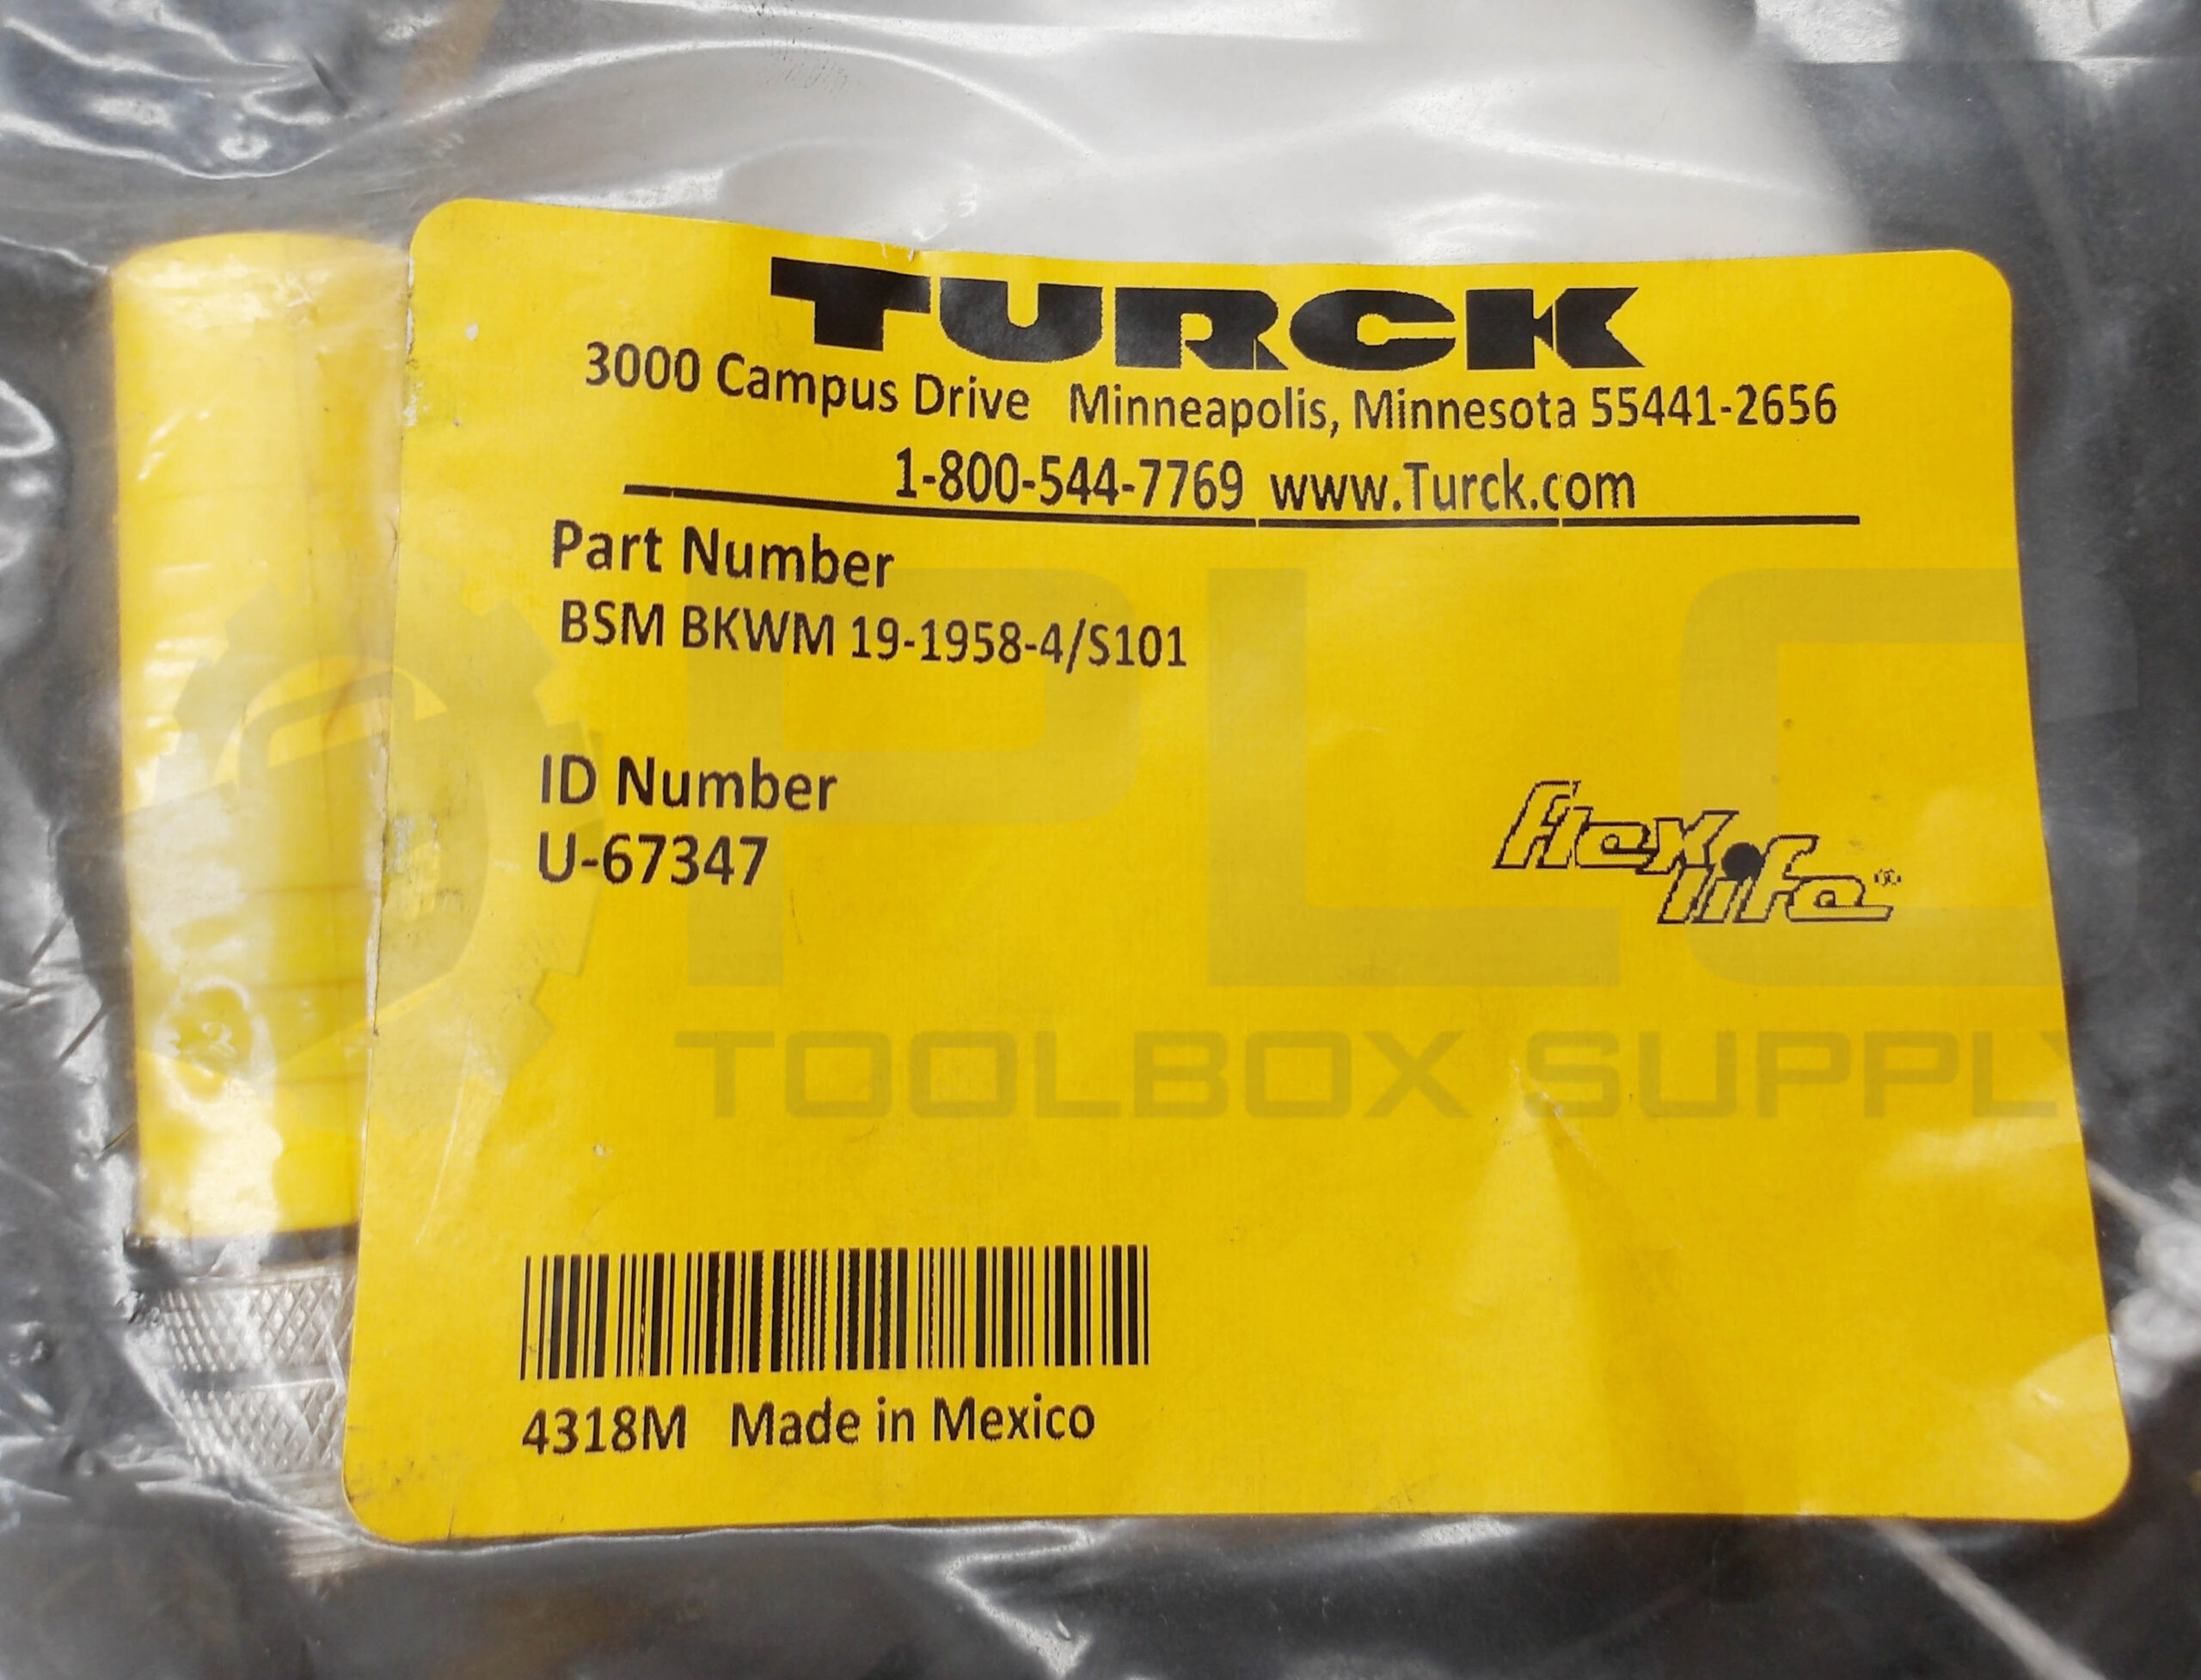 TURCK
3000 Campus Drive Minneapolis, Minnesota 55441-2656
1-800-544-7769 www.Turck.com
Part Number
BSM BKWM 19-1958-4/S101
ID Number
U-67347
flex life®
PLC
TOOLBOX SUPPLY
4318M Made in Mexico